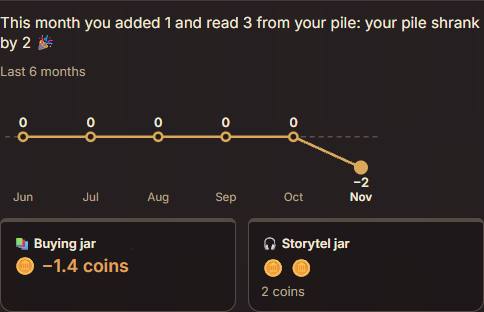 This month you added 1 and read 3 from your pile: your pile shrank
by 2 🎉
Last 6 months
0 0 0 0 0
−2
Jun Jul Aug Sep Oct Nov
Buying jar
−1.4 coins
Storytel jar
2 coins